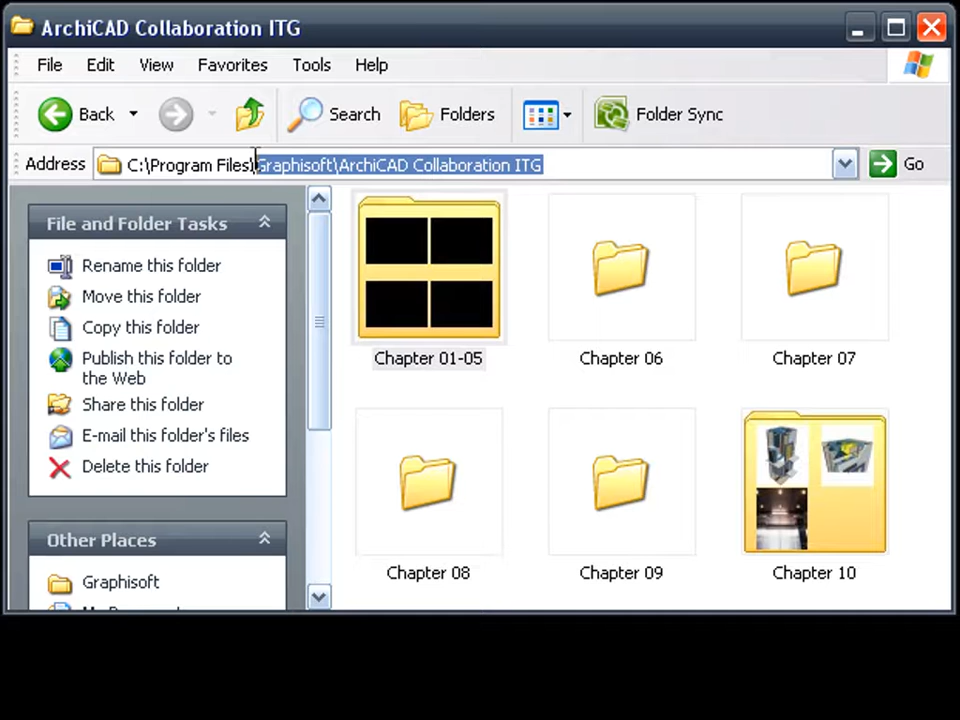 ArchiCAD Collaboration ITG
File Edit View Favorites Tools Help
Back Search Folders Folder Sync
Address C:\Program Files\Graphisoft\ArchiCAD Collaboration ITG Go
File and Folder Tasks
Rename this folder
Move this folder
Copy this folder
Publish this folder to
the Web
Share this folder
E-mail this folder's files
Delete this folder
Other Places
Graphisoft
Chapter 01-05 Chapter 06 Chapter 07
Chapter 08 Chapter 09 Chapter 10